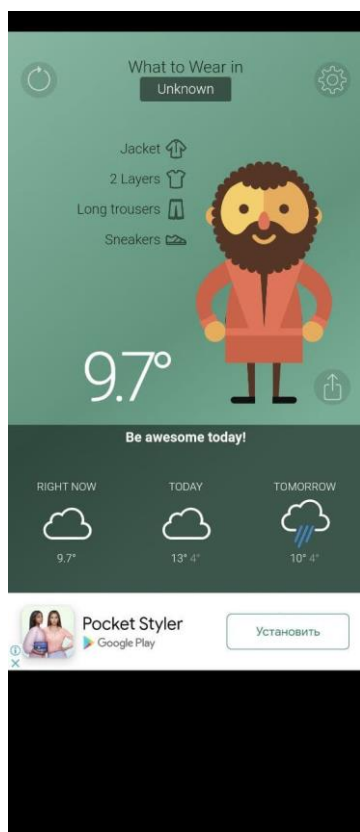 What to Wear in
Unknown
Jacket
2 Layers
Long trousers
Sneakers
9.7°
Be awesome today!
RIGHT NOW
TODAY
TOMORROW
9.7°
13° 4°
10° 4°
Pocket Styler
Google Play
Установить